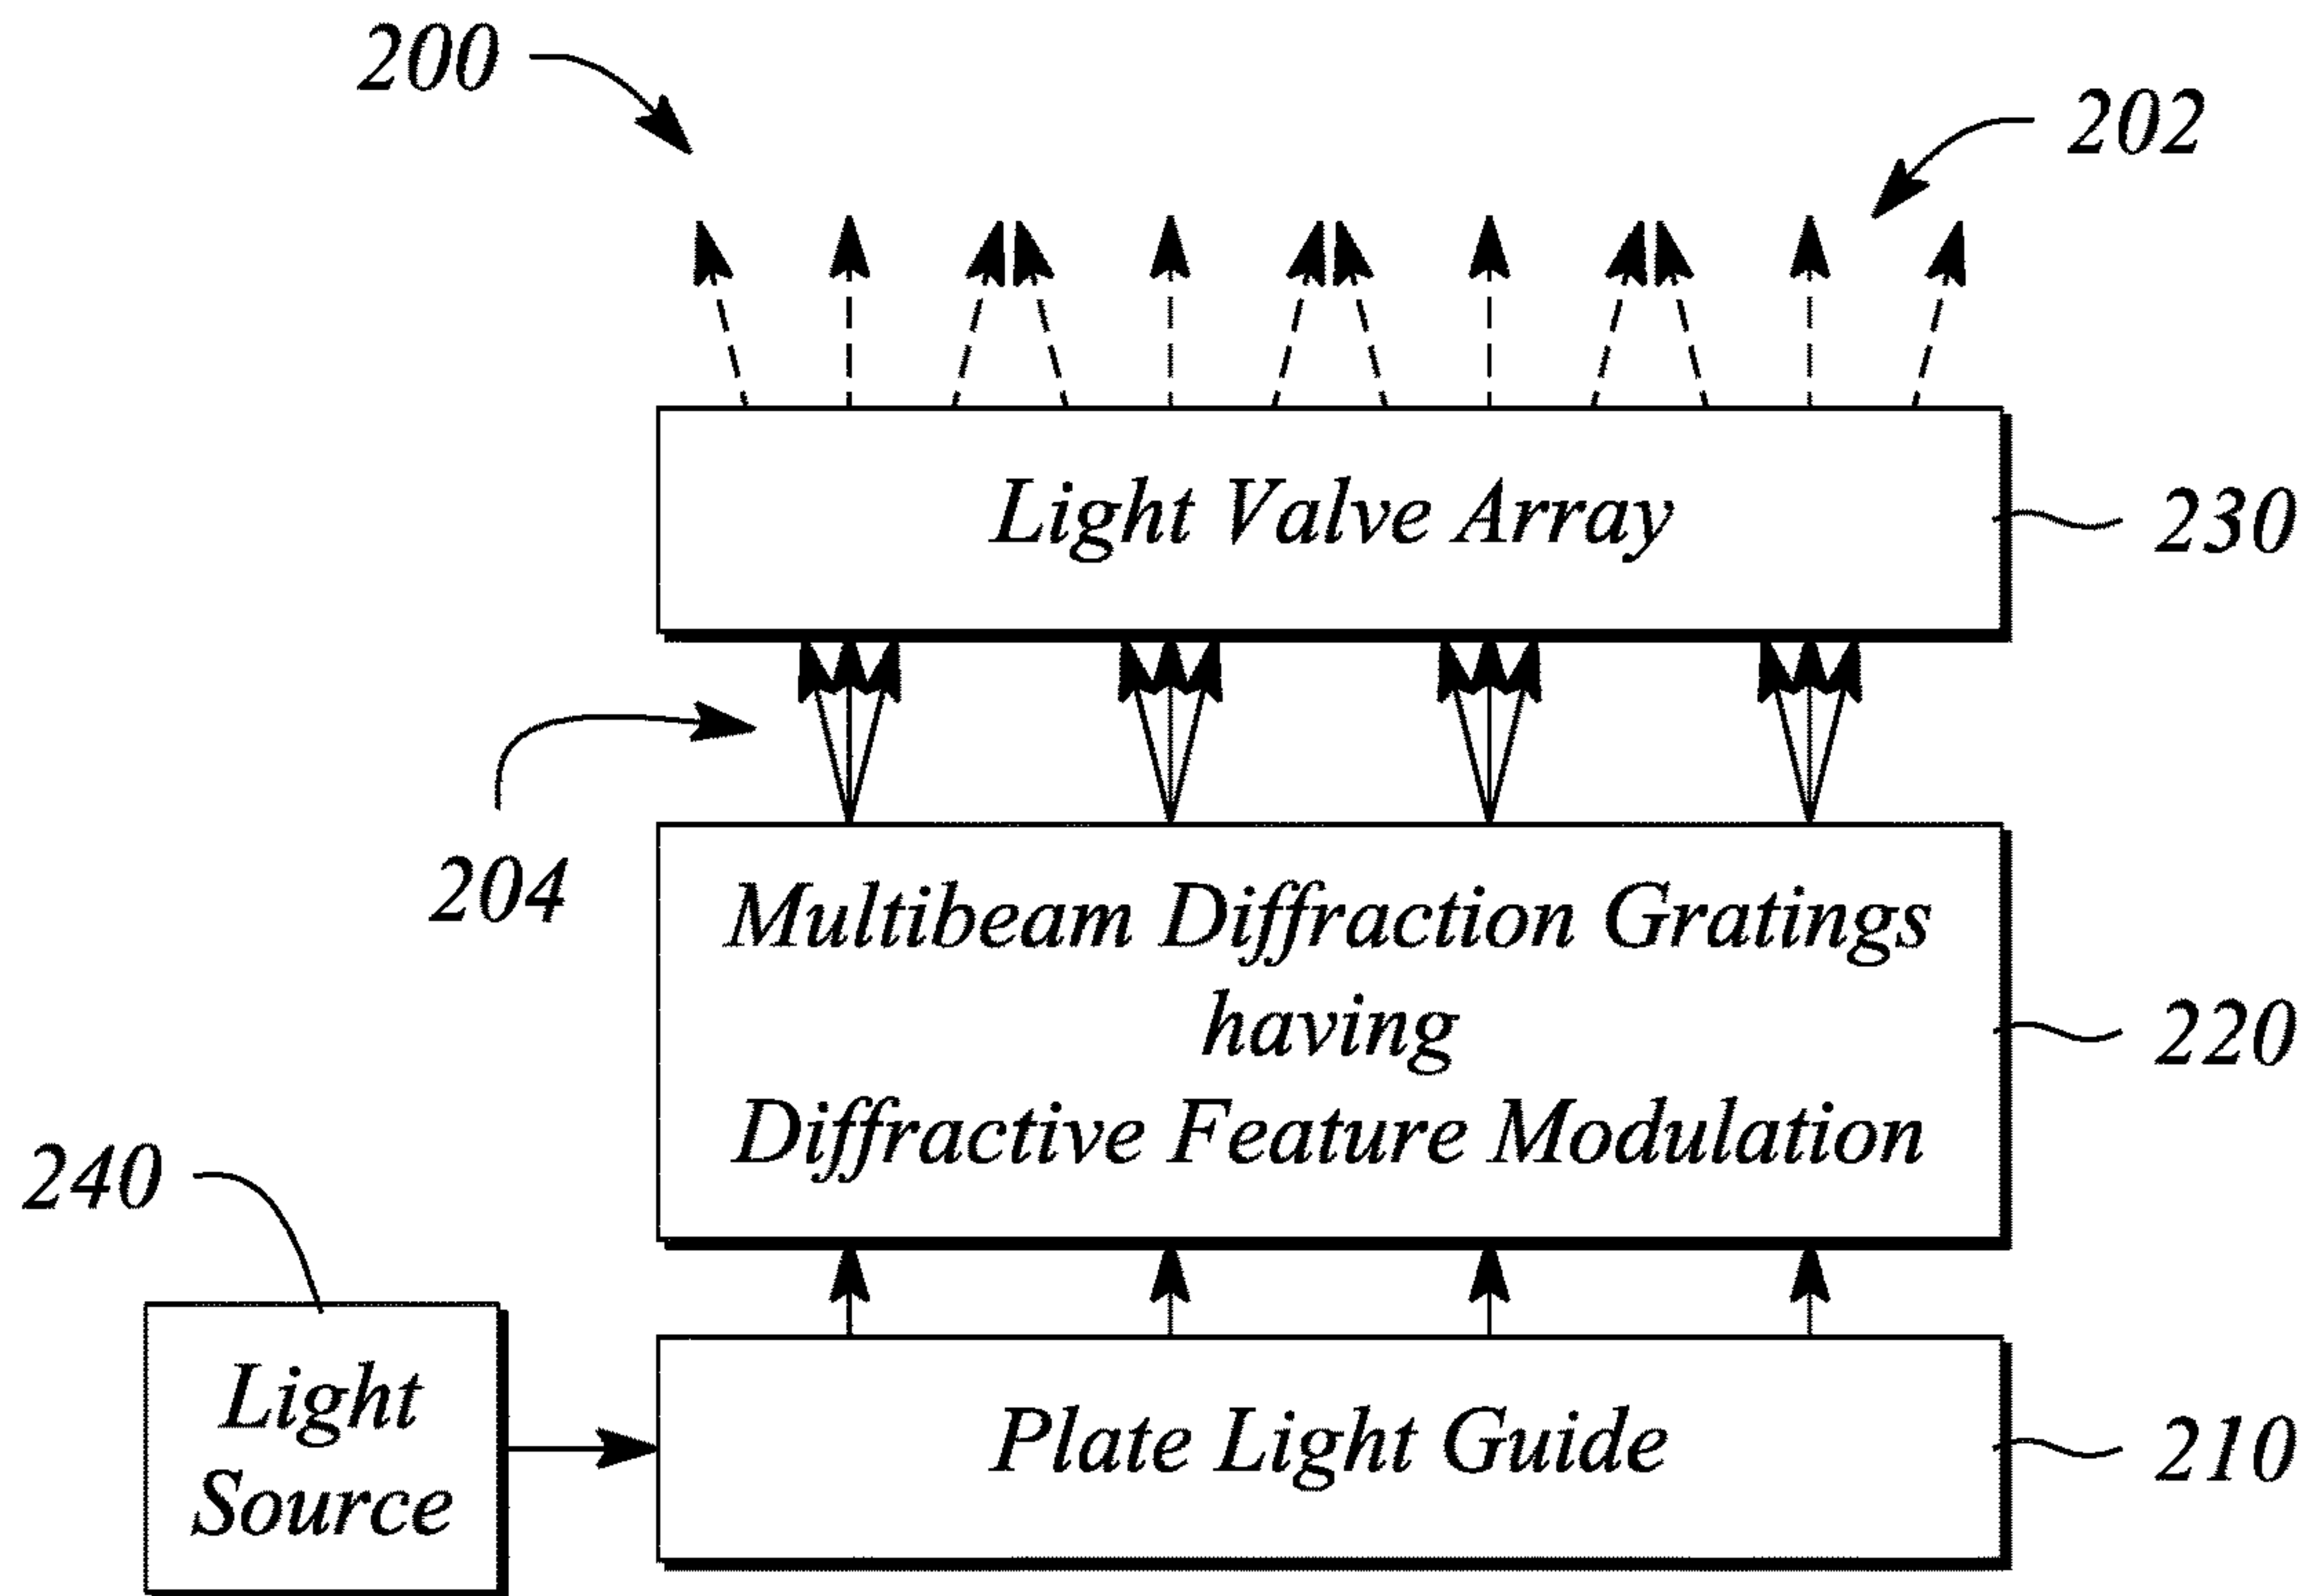 200
202
Light Valve Array
230
204
Multibeam Diffraction Gratings
having
Diffractive Feature Modulation
220
240
Light
Source
Plate Light Guide
210